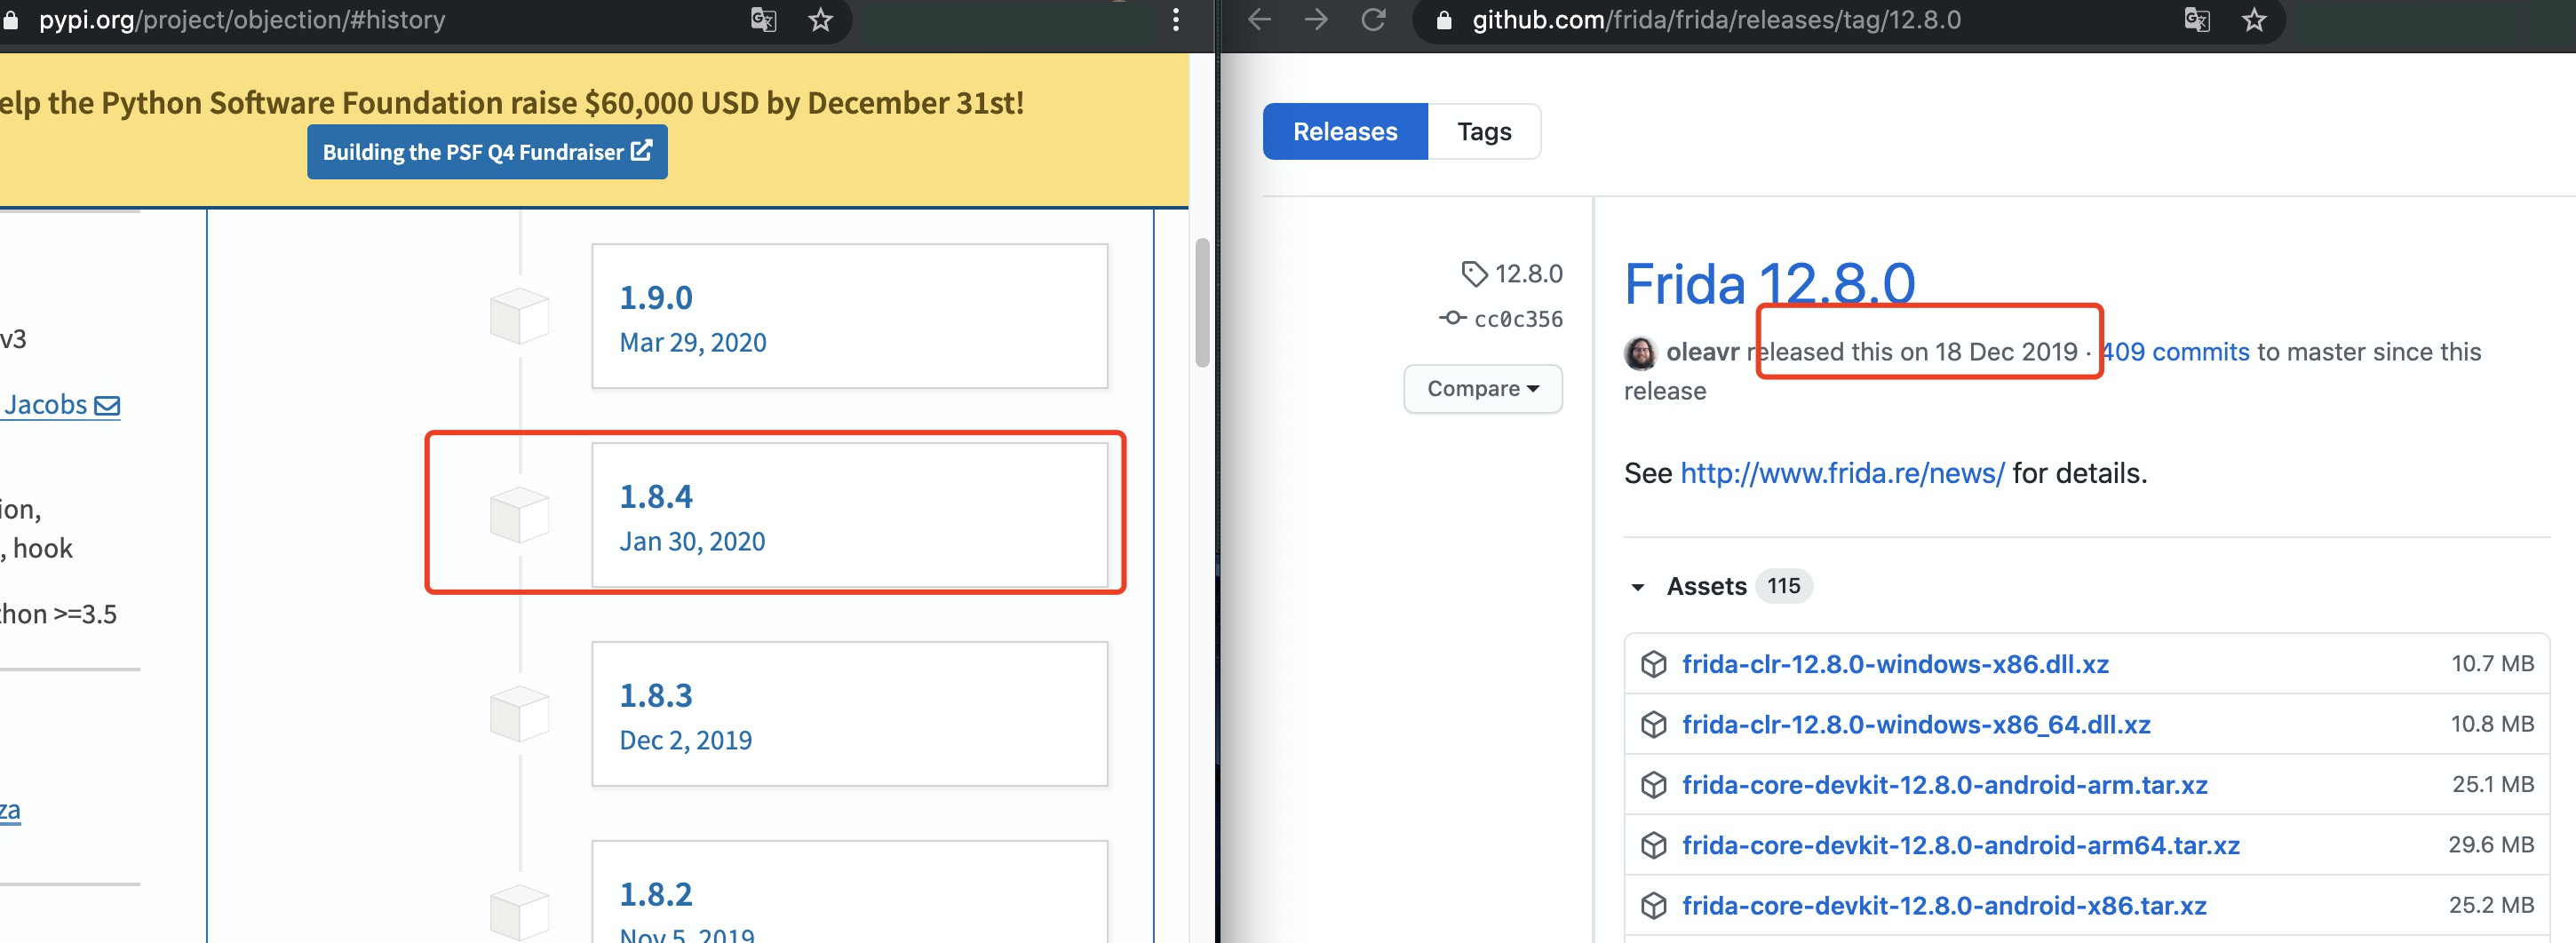 pypi.org/project/objection/#history
elp the Python Software Foundation raise $60,000 USD by December 31st!
Building the PSF Q4 Fundraiser
v3
Jacobs
ion,
, hook
thon >=3.5
za
1.9.0
Mar 29, 2020
1.8.4
Jan 30, 2020
1.8.3
Dec 2, 2019
1.8.2
Nov 5, 2019
github.com/frida/frida/releases/tag/12.8.0
Releases
Tags
12.8.0
cc0c356
Compare
Frida 12.8.0
oleavr released this on 18 Dec 2019 · 409 commits to master since this
release
See http://www.frida.re/news/ for details.
Assets 115
frida-clr-12.8.0-windows-x86.dll.xz 10.7 MB
frida-clr-12.8.0-windows-x86_64.dll.xz 10.8 MB
frida-core-devkit-12.8.0-android-arm.tar.xz 25.1 MB
frida-core-devkit-12.8.0-android-arm64.tar.xz 29.6 MB
frida-core-devkit-12.8.0-android-x86.tar.xz 25.2 MB